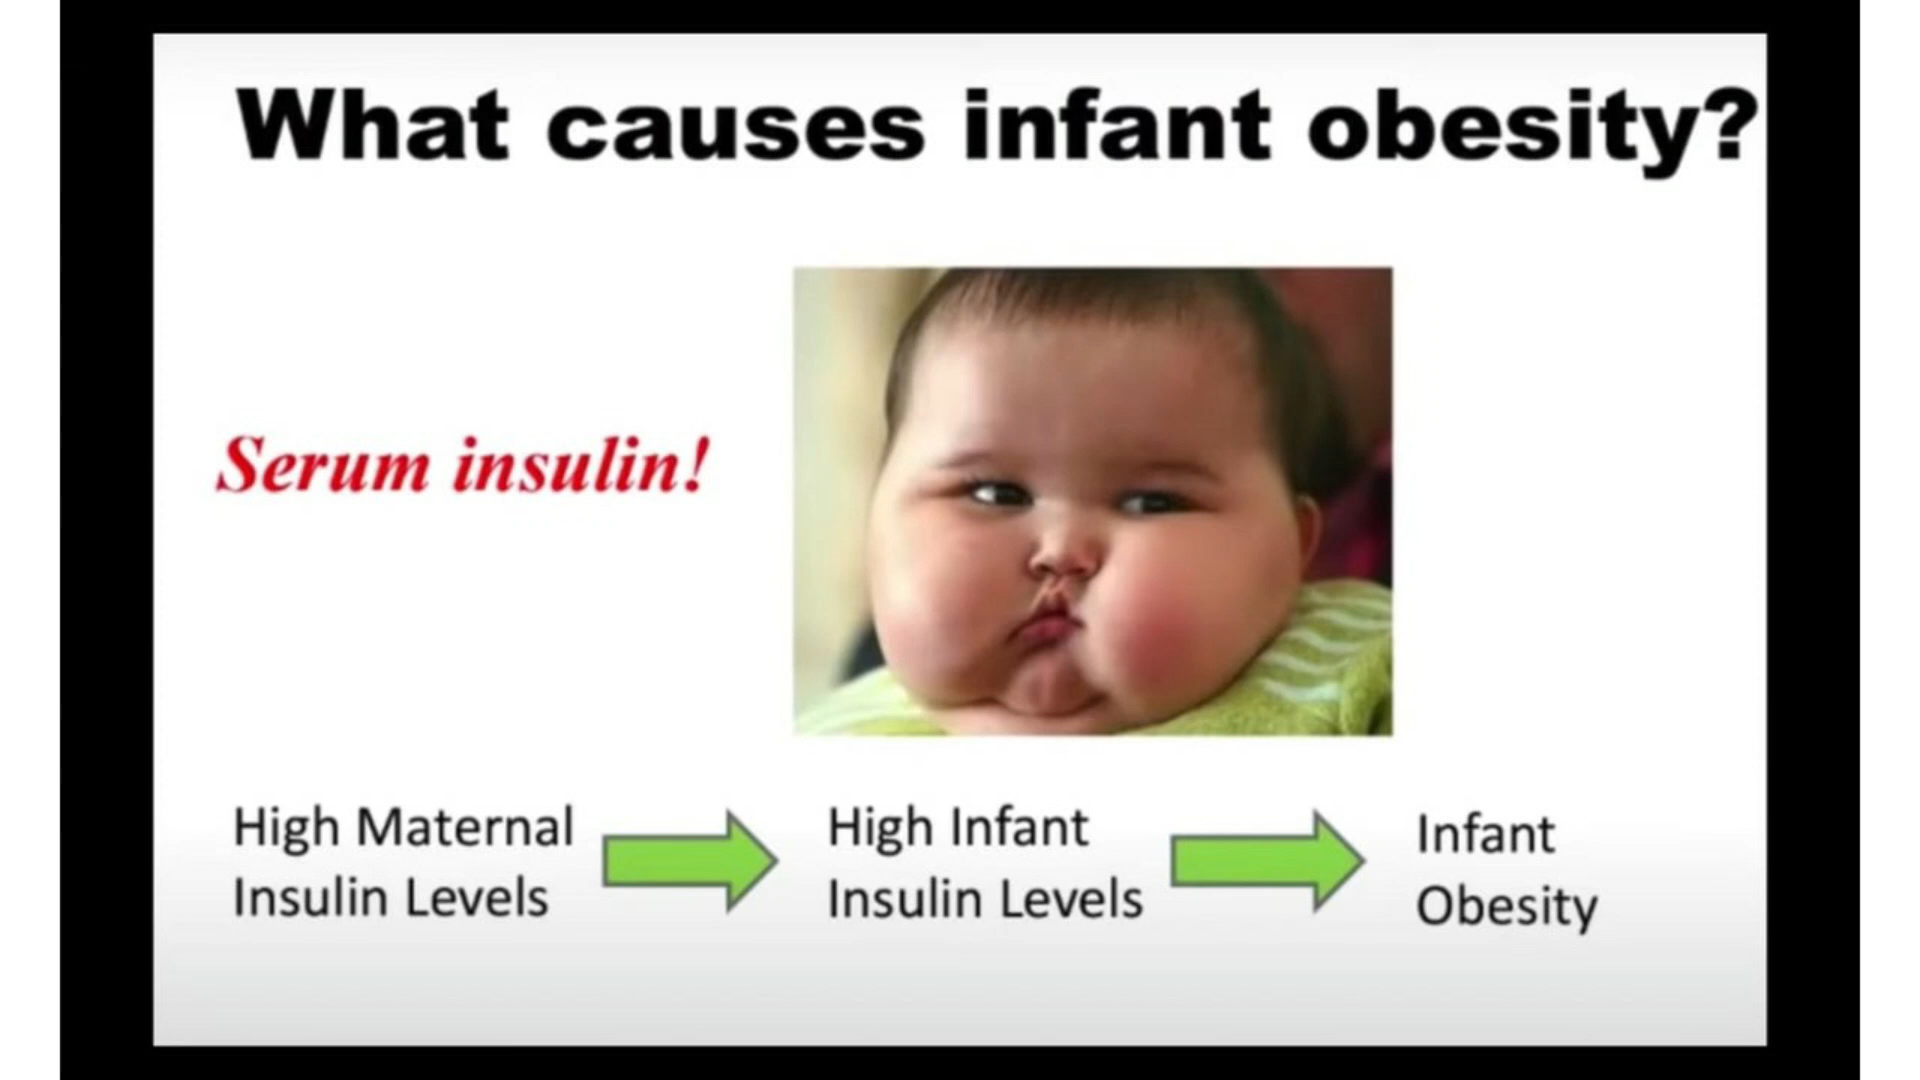 What causes infant obesity?
Serum insulin!
High Maternal
Insulin Levels
High Infant
Insulin Levels
Infant
Obesity